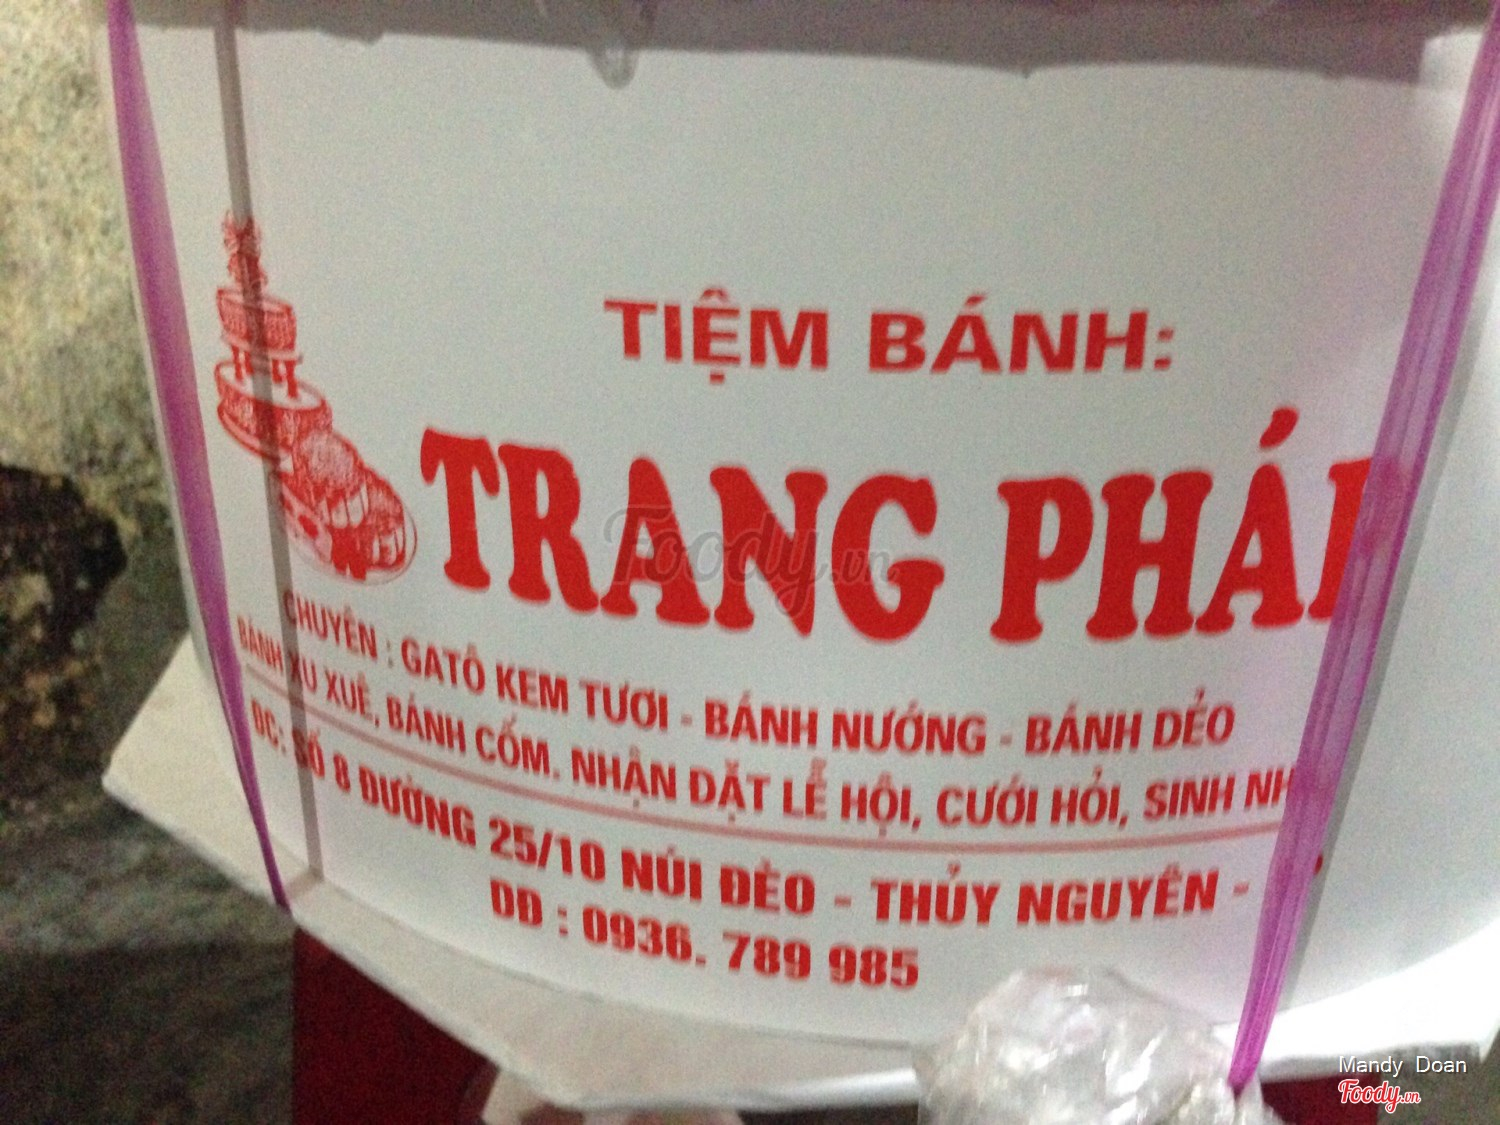 TIỆM BÁNH:
TRANG
CHUYÊN : GATÔ KEM TƯƠI - BÁNH NƯỚNG - BÁNH DẺO
BÁNH XU XUÊ, BÁNH CỐM. NHẬN ĐẶT LỄ HỘI, CƯỚI HỎI, SINH
ĐC: SỐ 8 ĐƯỜNG 25/10 NÚI ĐÈO - THỦY NGUYÊN -
DĐ : 0936. 789 985
Foody.vn
Mandy Doan
Foody.vn